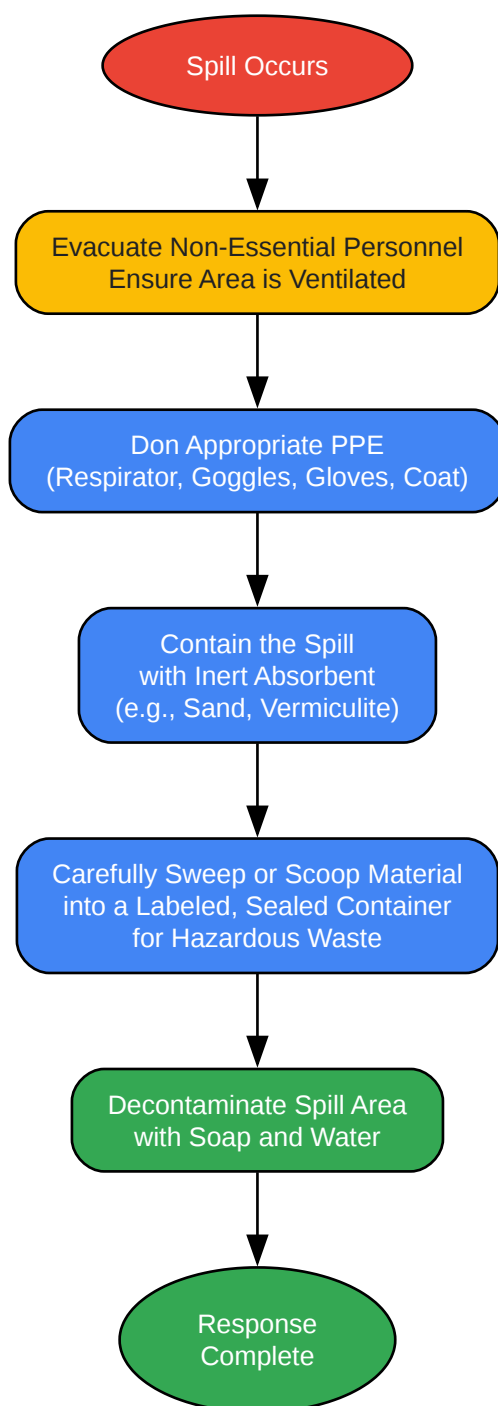 Spill Occurs
Evacuate Non-Essential Personnel
Ensure Area is Ventilated
Don Appropriate PPE
(Respirator, Goggles, Gloves, Coat)
Contain the Spill
with Inert Absorbent
(e.g., Sand, Vermiculite)
Carefully Sweep or Scoop Material
into a Labeled, Sealed Container
for Hazardous Waste
Decontaminate Spill Area
with Soap and Water
Response
Complete